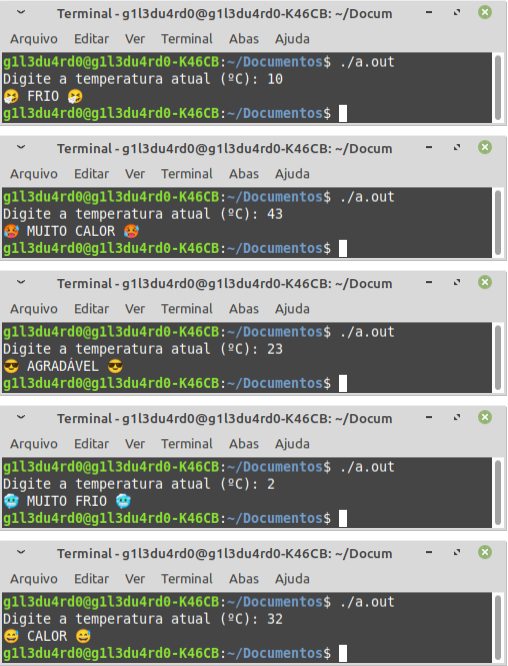 Terminal - g1l3du4rd0@g1l3du4rd0-K46CB: ~/Docum
Arquivo Editar Ver Terminal Abas Ajuda
g1l3du4rd0@g1l3du4rd0-K46CB:~/Documentos$ ./a.out
Digite a temperatura atual (ºC): 10
🤧 FRIO 🤧
g1l3du4rd0@g1l3du4rd0-K46CB:~/Documentos$
Terminal - g1l3du4rd0@g1l3du4rd0-K46CB: ~/Docum
Arquivo Editar Ver Terminal Abas Ajuda
g1l3du4rd0@g1l3du4rd0-K46CB:~/Documentos$ ./a.out
Digite a temperatura atual (ºC): 43
🥵 MUITO CALOR 🥵
g1l3du4rd0@g1l3du4rd0-K46CB:~/Documentos$
Terminal - g1l3du4rd0@g1l3du4rd0-K46CB: ~/Docum
Arquivo Editar Ver Terminal Abas Ajuda
g1l3du4rd0@g1l3du4rd0-K46CB:~/Documentos$ ./a.out
Digite a temperatura atual (ºC): 23
😎 AGRADÁVEL 😎
g1l3du4rd0@g1l3du4rd0-K46CB:~/Documentos$
Terminal - g1l3du4rd0@g1l3du4rd0-K46CB: ~/Docum
Arquivo Editar Ver Terminal Abas Ajuda
g1l3du4rd0@g1l3du4rd0-K46CB:~/Documentos$ ./a.out
Digite a temperatura atual (ºC): 2
🥶 MUITO FRIO 🥶
g1l3du4rd0@g1l3du4rd0-K46CB:~/Documentos$
Terminal - g1l3du4rd0@g1l3du4rd0-K46CB: ~/Docum
Arquivo Editar Ver Terminal Abas Ajuda
g1l3du4rd0@g1l3du4rd0-K46CB:~/Documentos$ ./a.out
Digite a temperatura atual (ºC): 32
😅 CALOR 😅
g1l3du4rd0@g1l3du4rd0-K46CB:~/Documentos$